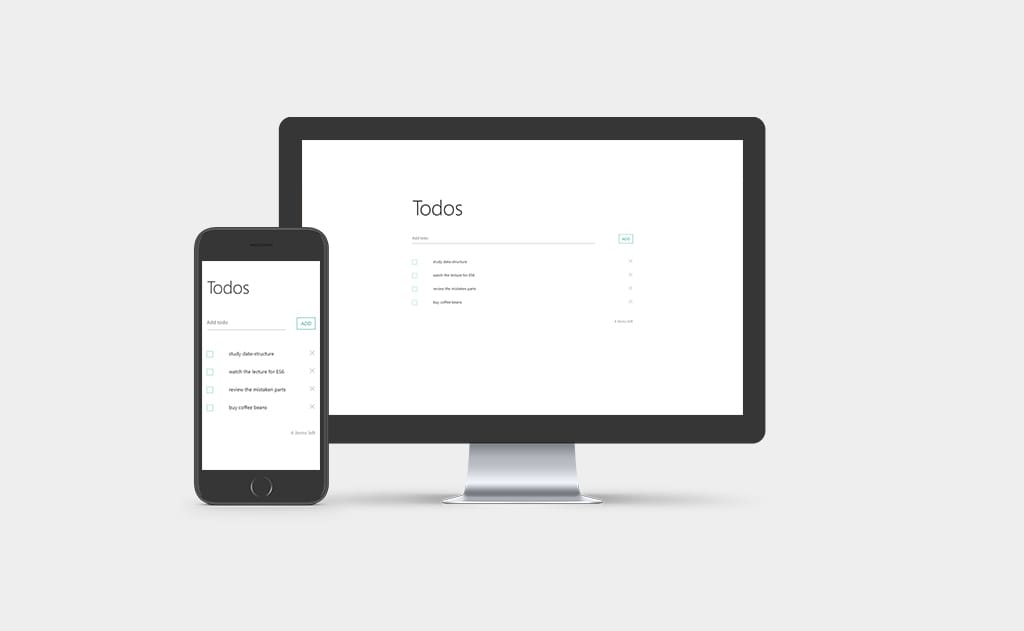 Todos
Add todo
ADD
study data-structure
watch the lecture for ES6
review the mistaken parts
buy coffee beans
4 items left
Todos
Add todo
ADD
study data-structure
watch the lecture for ES6
review the mistaken parts
buy coffee beans
4 items left